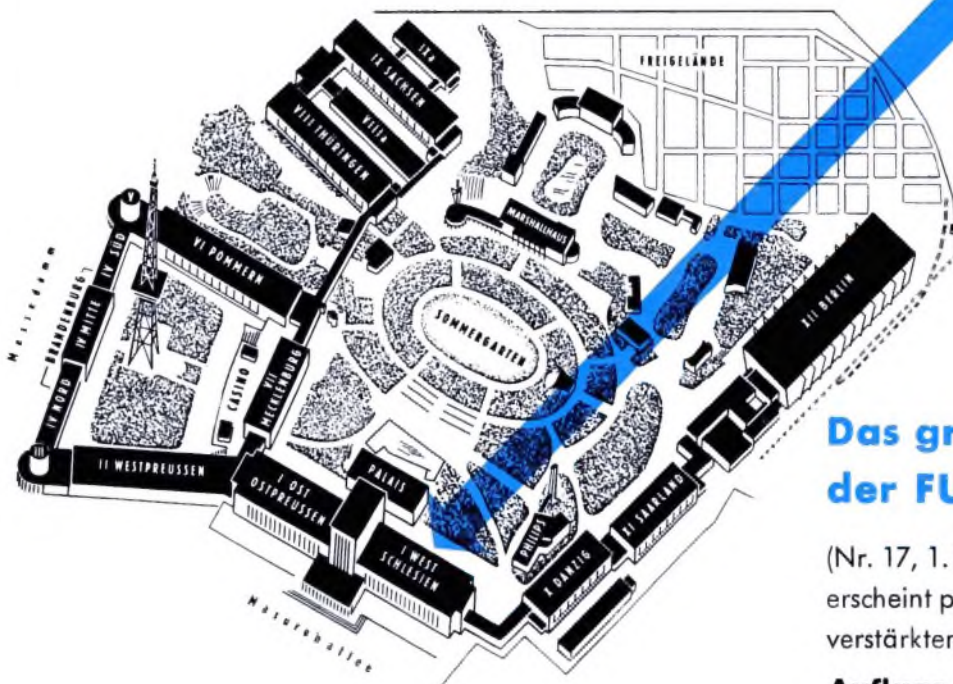 FREIGELÄNDE
IXa
IX SACHSEN
VIIIa
VIII THÜRINGEN
MARSHALLHAUS
V
IV SÜD
VI POMMERN
BRANDENBURG
IV MITTE
Messedamm
SOMMERGARTEN
XII BERLIN
IV NORD
CASINO
VII
MECKLENBURG
II WESTPREUSSEN
I OST
OSTPREUSSEN
PALAIS
I WEST
SCHLESIEN
PHILIPS
X DANZIG
XI SAARLAND
Masurenallee
Das gr
der FU
(Nr. 17, 1.
erscheint p
verstärkter